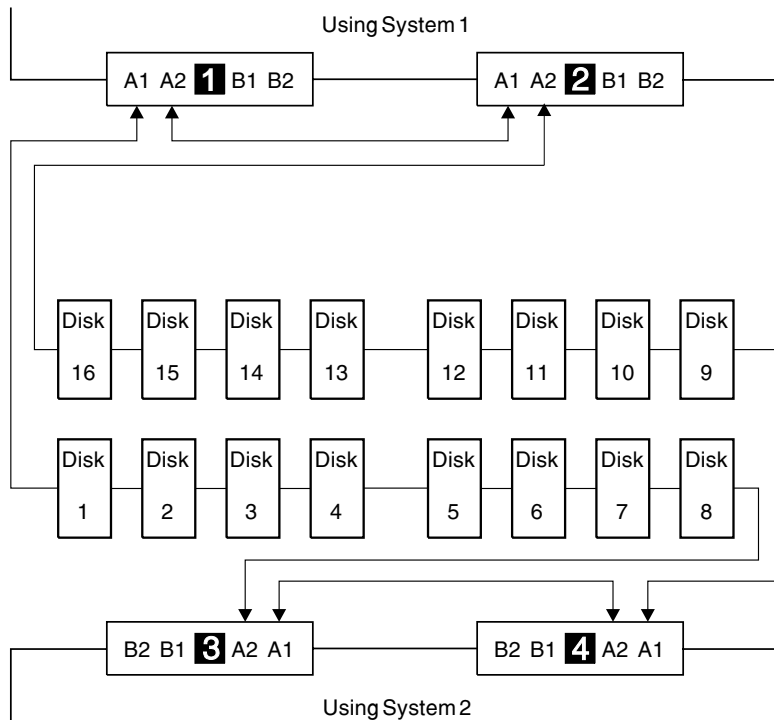 Using System 1
A1 A2 1 B1 B2
A1 A2 2 B1 B2
Disk 16
Disk 15
Disk 14
Disk 13
Disk 12
Disk 11
Disk 10
Disk 9
Disk 1
Disk 2
Disk 3
Disk 4
Disk 5
Disk 6
Disk 7
Disk 8
B2 B1 3 A2 A1
B2 B1 4 A2 A1
Using System 2